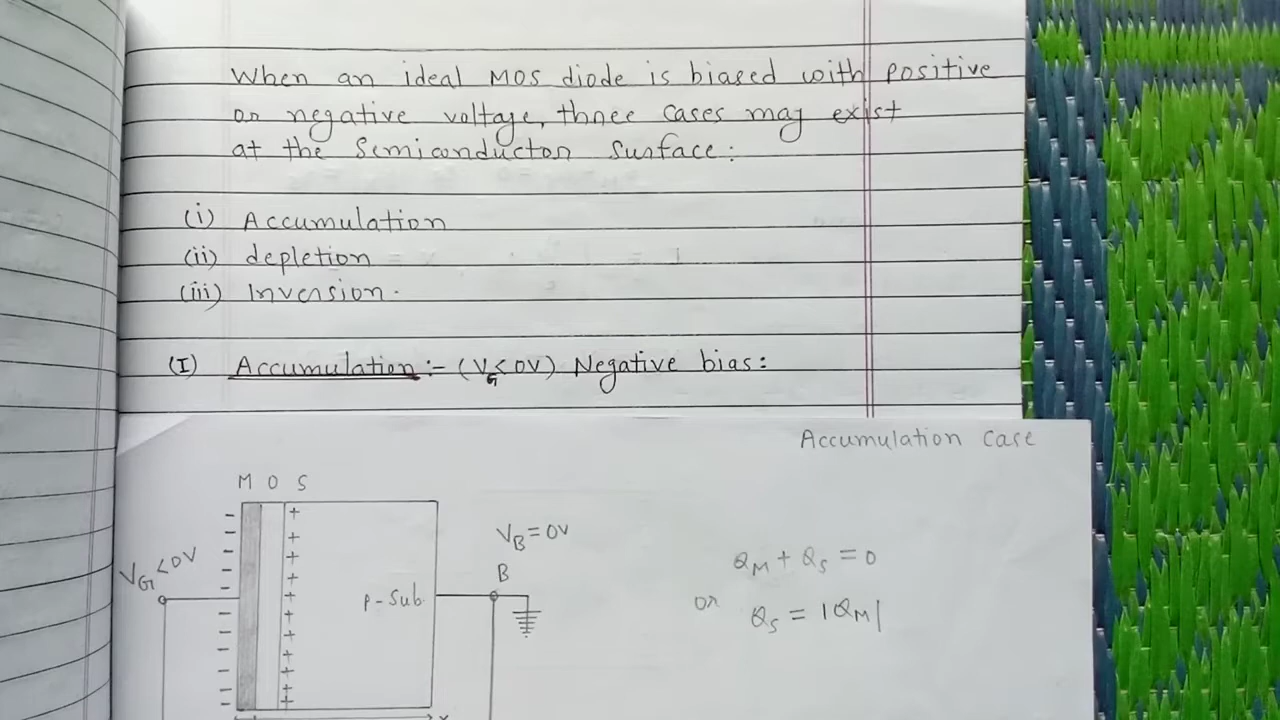 When an ideal MOS diode is biased with positive
or negative voltage, three cases may exist
at the Semiconductor Surface:
(i) Accumulation
(ii) depletion
(iii) Inversion.
(I) Accumulation:- (VG<0V) Negative bias:
Accumulation Case
M O S
VG<0V
VB=0V
B
P-Sub.
QM + QS = 0
or
QS = |QM|
x